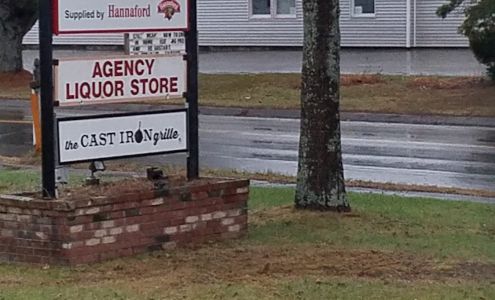 Supplied by Hannaford
AGENCY
LIQUOR STORE
the CAST IRON grille